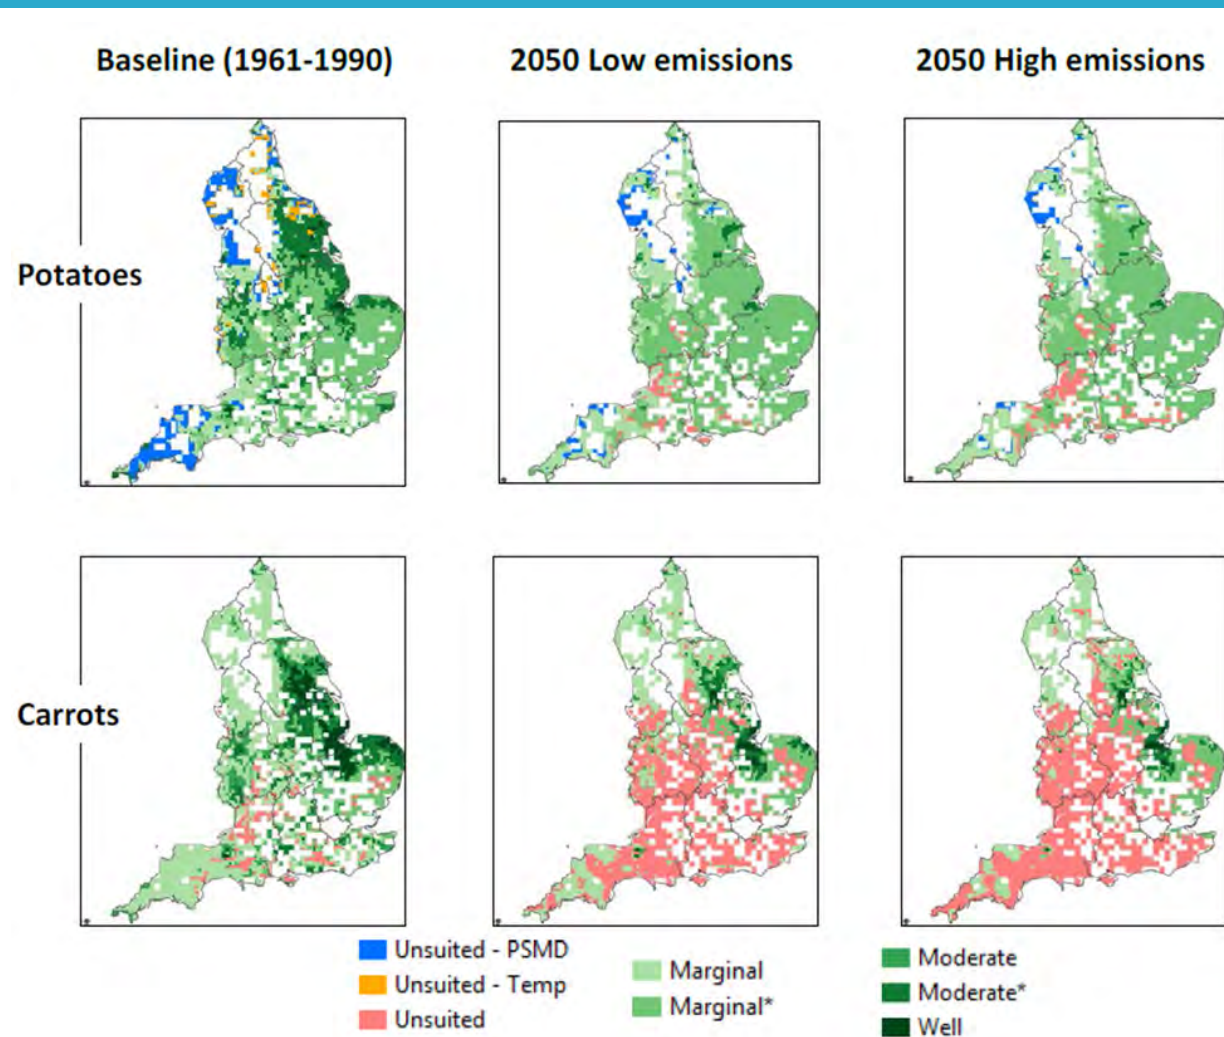 Baseline (1961-1990)
2050 Low emissions
2050 High emissions
Potatoes
Carrots
Unsuited - PSMD
Unsuited - Temp
Unsuited
Marginal
Marginal*
Moderate
Moderate*
Well